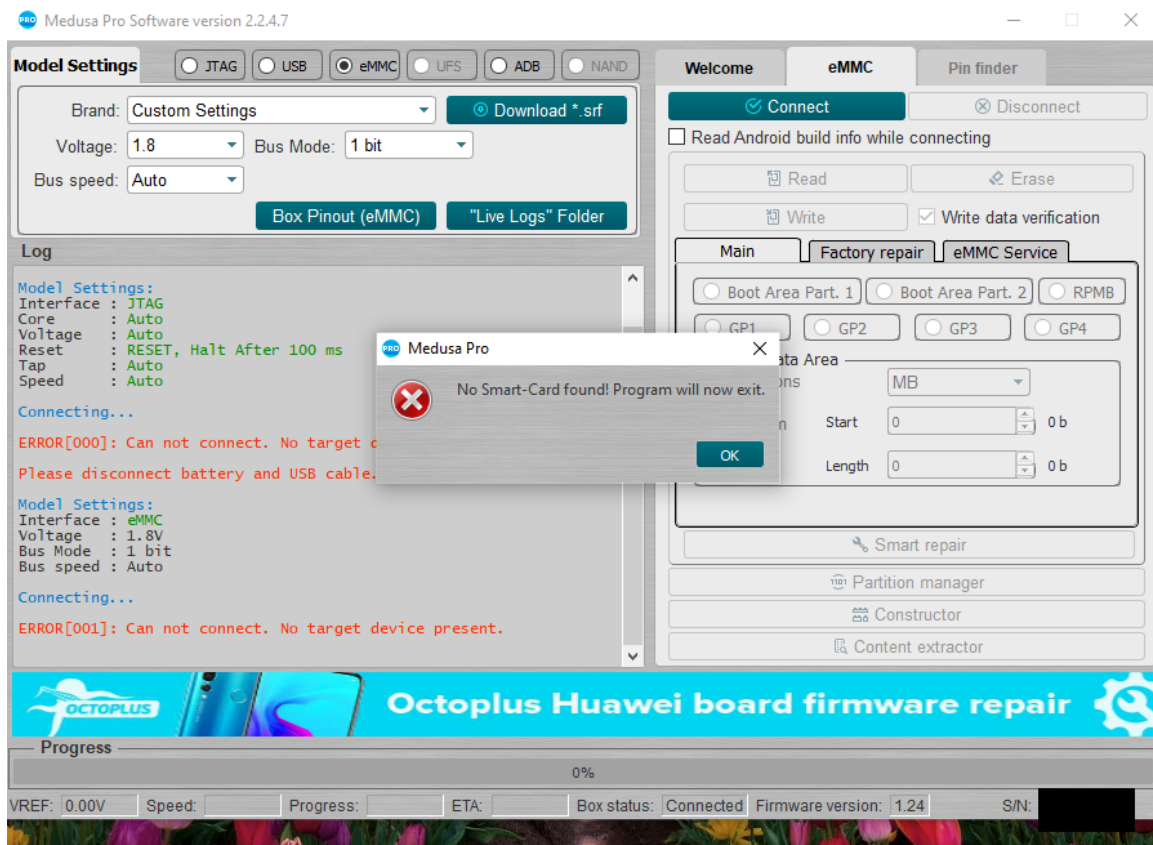 Medusa Pro Software version 2.2.4.7
Model Settings
JTAG USB eMMC UFS ADB NAND
Brand: Custom Settings Download *.srf
Voltage: 1.8 Bus Mode: 1 bit
Bus speed: Auto
Box Pinout (eMMC) "Live Logs" Folder
Log
Model Settings:
Interface : JTAG
Core : Auto
Voltage : Auto
Reset : RESET, Halt After 100 ms
Tap : Auto
Speed : Auto
Connecting...
ERROR[000]: Can not connect. No target
Please disconnect battery and USB cable.
Model Settings:
Interface : eMMC
Voltage : 1.8V
Bus Mode : 1 bit
Bus speed : Auto
Connecting...
ERROR[001]: Can not connect. No target device present.
Medusa Pro
No Smart-Card found! Program will now exit.
OK
Welcome eMMC Pin finder
Connect Disconnect
Read Android build info while connecting
Read Erase
Write Write data verification
Main Factory repair eMMC Service
Boot Area Part. 1 Boot Area Part. 2 RPMB
GP1 GP2 GP3 GP4
Area
MB
Start 0 0 b
Length 0 0 b
Smart repair
Partition manager
Constructor
Content extractor
OCTOPLUS
Octoplus Huawei board firmware repair
Progress
0%
VREF: 0.00V Speed: Progress: ETA: Box status: Connected Firmware version: 1.24 S/N:
PRO
PRO